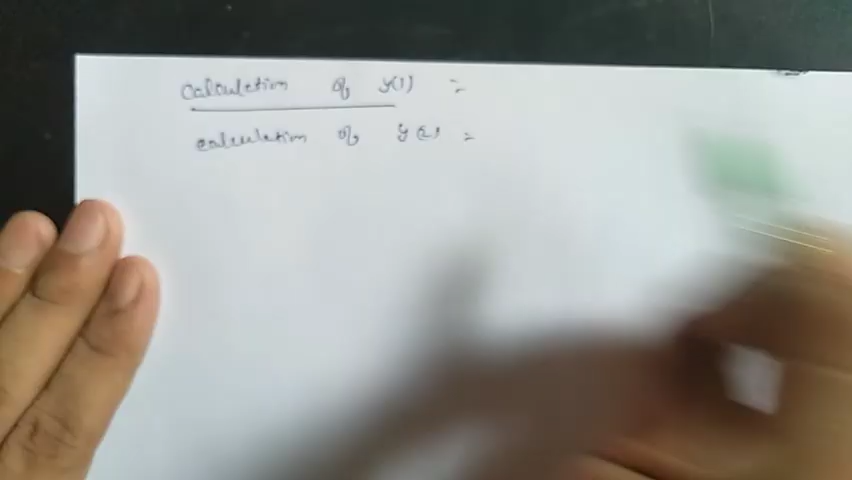 calculation of y(1) =
calculation of y(2) =